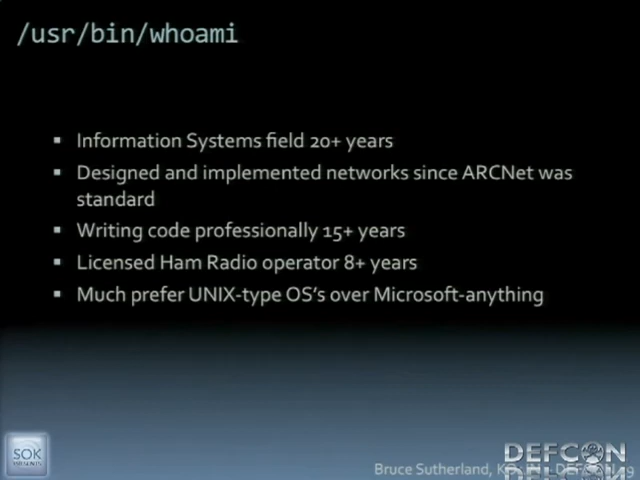 /usr/bin/whoami
Information Systems field 20+ years
Designed and implemented networks since ARCNet was
standard
Writing code professionally 15+ years
Licensed Ham Radio operator 8+ years
Much prefer UNIX-type OS's over Microsoft-anything
SOK
DEFCON
Bruce Sutherland,